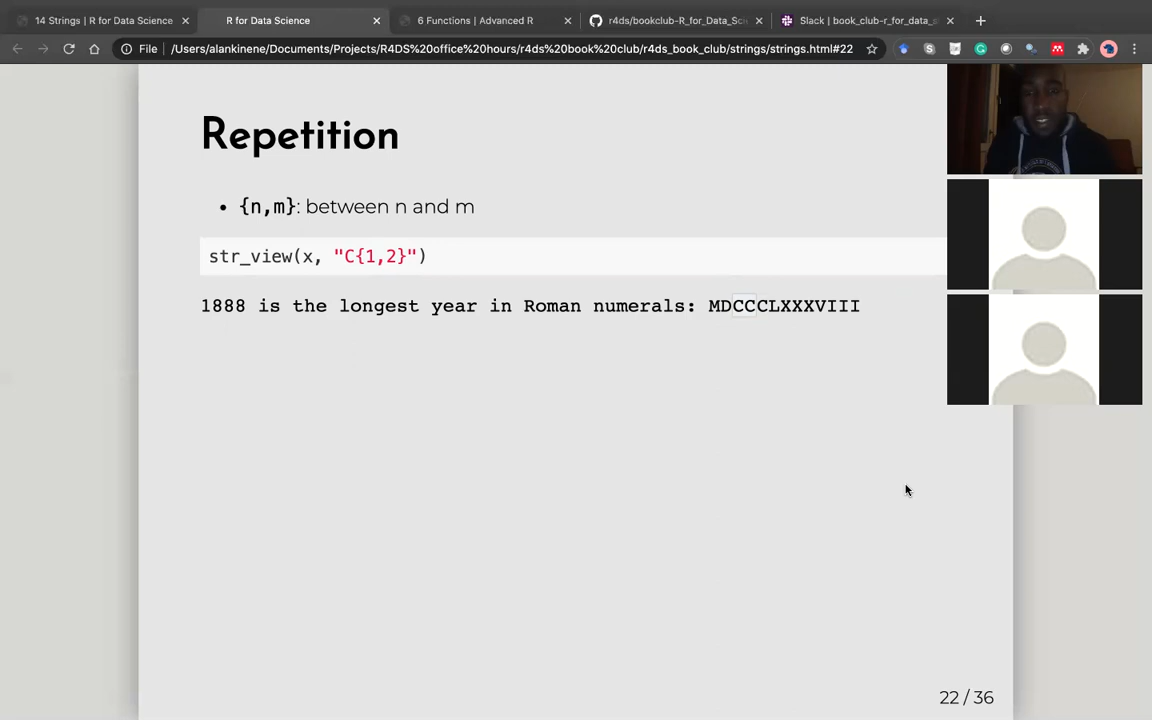 14 Strings | R for Data Science
R for Data Science
6 Functions | Advanced R
r4ds/bookclub-R_for_Data_Sci
Slack | book_club-r_for_data_s
File
/Users/alankinene/Documents/Projects/R4DS%20office%20hours/r4ds%20book%20club/r4ds_book_club/strings/strings.html#22
Repetition
• {n,m}: between n and m
str_view(x, "C{1,2}")
1888 is the longest year in Roman numerals: MDCCCLXXXVIII
22 / 36